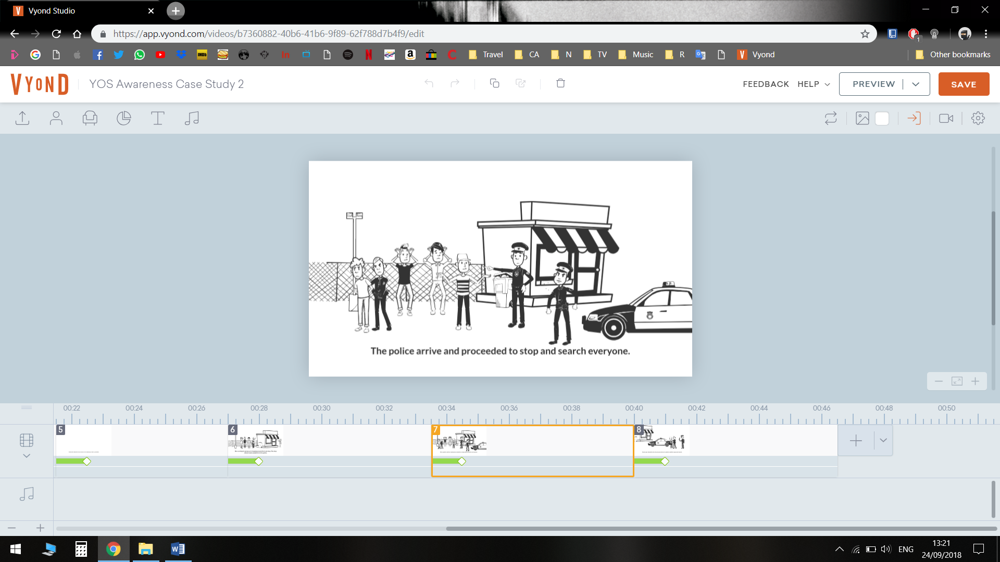 Vyond Studio
https://app.vyond.com/videos/b7360882-40b6-41b6-9f89-62f788d7b4f9/edit
1
IMDb
in
N
a
C
Travel
CA
N
TV
Music
R
V Vyond
Other bookmarks
VYOND
YOS Awareness Case Study 2
FEEDBACK
HELP
PREVIEW
SAVE
The police arrive and proceeded to stop and search everyone.
00:22 00:24 00:26 00:28 00:30 00:32 00:34 00:36 00:38 00:40 00:42 00:44 00:46 00:48 00:50
5 6 7 8
ENG
13:21
24/09/2018